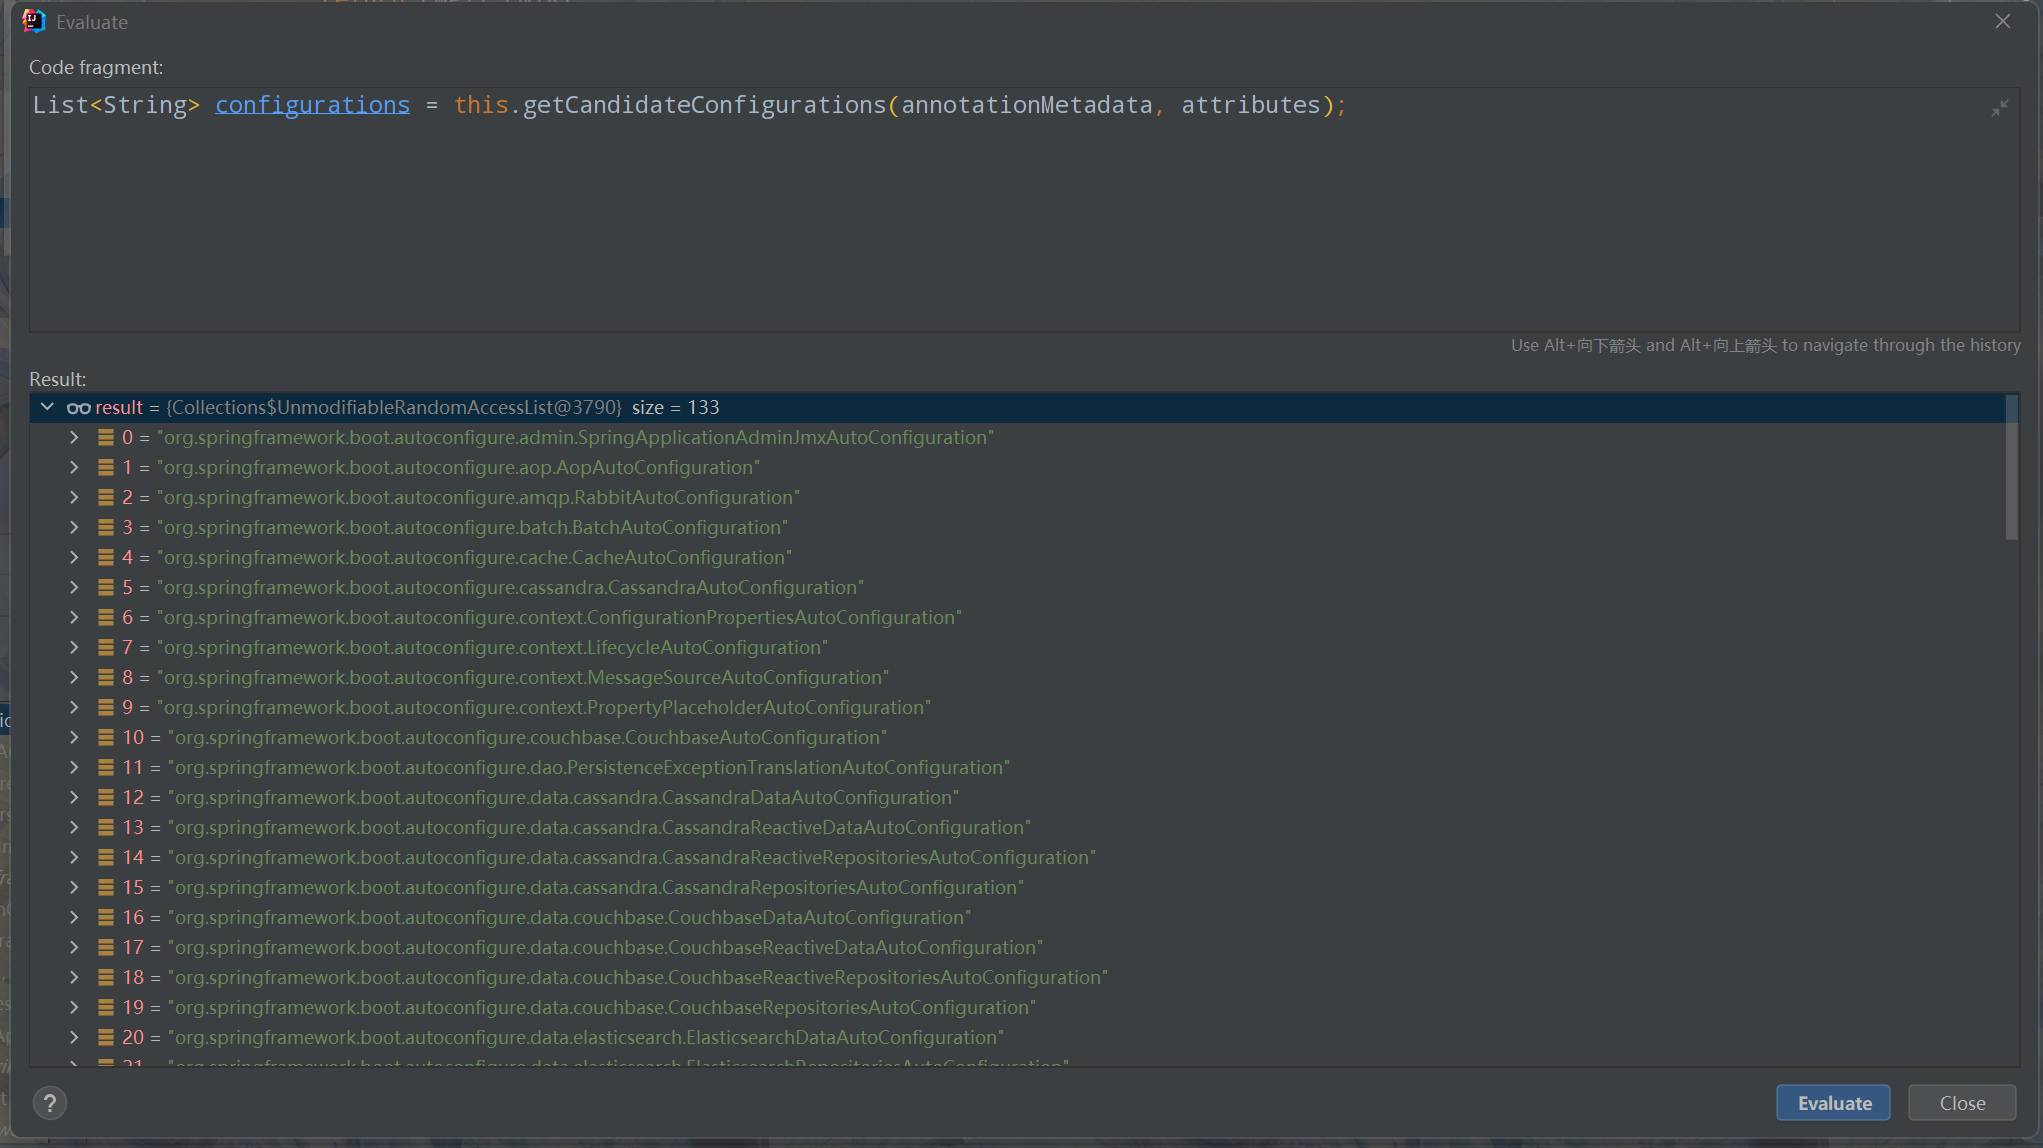 Evaluate
Code fragment:
List<String> configurations = this.getCandidateConfigurations(annotationMetadata, attributes);
Use Alt+向下箭头 and Alt+向上箭头 to navigate through the history
Result:
result = {Collections$UnmodifiableRandomAccessList@3790} size = 133
0 = "org.springframework.boot.autoconfigure.admin.SpringApplicationAdminJmxAutoConfiguration"
1 = "org.springframework.boot.autoconfigure.aop.AopAutoConfiguration"
2 = "org.springframework.boot.autoconfigure.amqp.RabbitAutoConfiguration"
3 = "org.springframework.boot.autoconfigure.batch.BatchAutoConfiguration"
4 = "org.springframework.boot.autoconfigure.cache.CacheAutoConfiguration"
5 = "org.springframework.boot.autoconfigure.cassandra.CassandraAutoConfiguration"
6 = "org.springframework.boot.autoconfigure.context.ConfigurationPropertiesAutoConfiguration"
7 = "org.springframework.boot.autoconfigure.context.LifecycleAutoConfiguration"
8 = "org.springframework.boot.autoconfigure.context.MessageSourceAutoConfiguration"
9 = "org.springframework.boot.autoconfigure.context.PropertyPlaceholderAutoConfiguration"
10 = "org.springframework.boot.autoconfigure.couchbase.CouchbaseAutoConfiguration"
11 = "org.springframework.boot.autoconfigure.dao.PersistenceExceptionTranslationAutoConfiguration"
12 = "org.springframework.boot.autoconfigure.data.cassandra.CassandraDataAutoConfiguration"
13 = "org.springframework.boot.autoconfigure.data.cassandra.CassandraReactiveDataAutoConfiguration"
14 = "org.springframework.boot.autoconfigure.data.cassandra.CassandraReactiveRepositoriesAutoConfiguration"
15 = "org.springframework.boot.autoconfigure.data.cassandra.CassandraRepositoriesAutoConfiguration"
16 = "org.springframework.boot.autoconfigure.data.couchbase.CouchbaseDataAutoConfiguration"
17 = "org.springframework.boot.autoconfigure.data.couchbase.CouchbaseReactiveDataAutoConfiguration"
18 = "org.springframework.boot.autoconfigure.data.couchbase.CouchbaseReactiveRepositoriesAutoConfiguration"
19 = "org.springframework.boot.autoconfigure.data.couchbase.CouchbaseRepositoriesAutoConfiguration"
20 = "org.springframework.boot.autoconfigure.data.elasticsearch.ElasticsearchDataAutoConfiguration"
21 = "org.springframework.boot.autoconfigure.data.elasticsearch.ElasticsearchRepositoriesAutoConfiguration"
?
Evaluate
Close